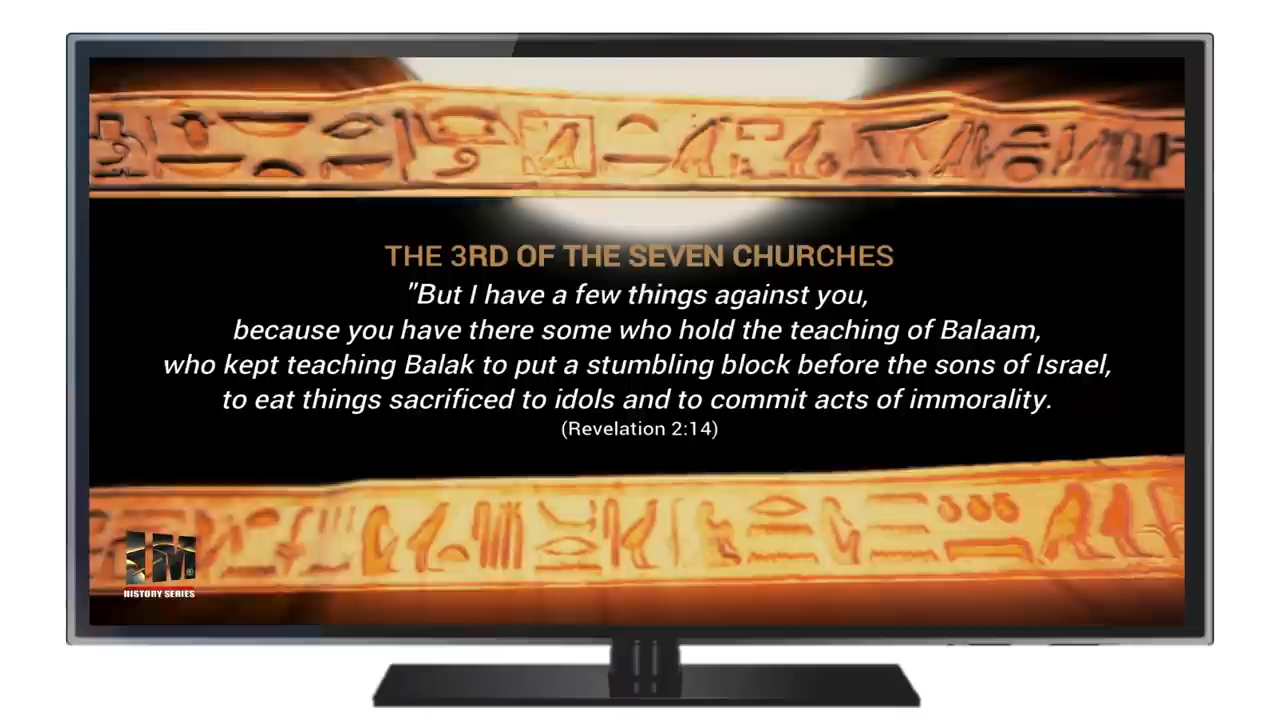 THE 3RD OF THE SEVEN CHURCHES
"But I have a few things against you,
because you have there some who hold the teaching of Balaam,
who kept teaching Balak to put a stumbling block before the sons of Israel,
to eat things sacrificed to idols and to commit acts of immorality.
(Revelation 2:14)
HISTORY SERIES